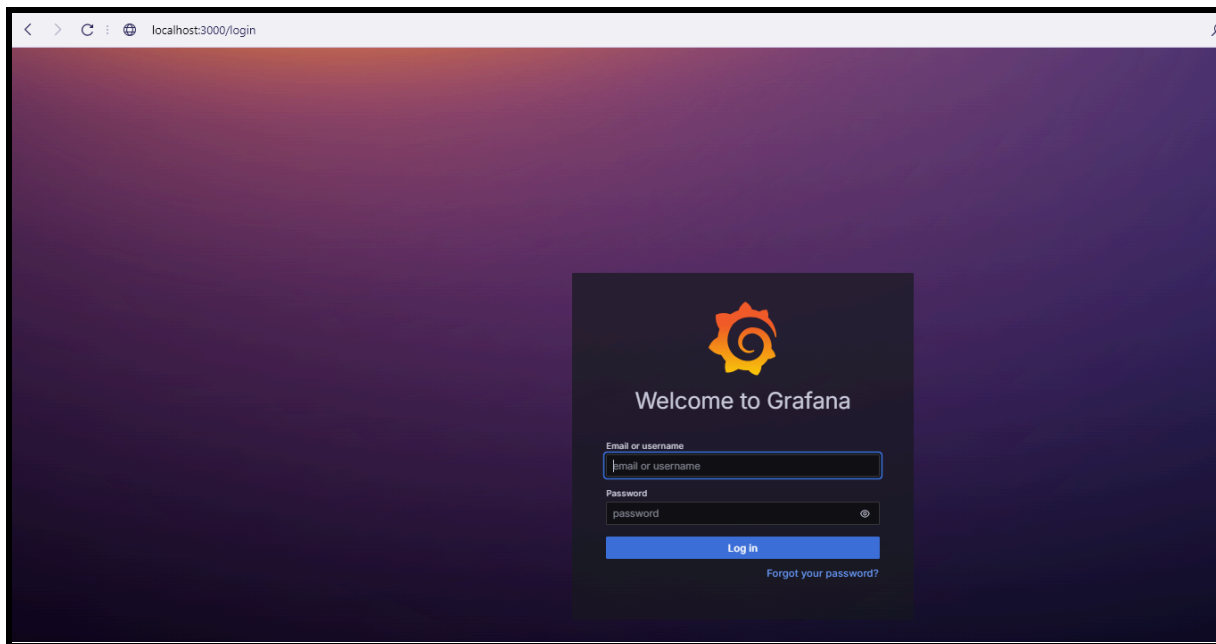 localhost:3000/login
Welcome to Grafana
Email or username
email or username
Password
password
Log in
Forgot your password?